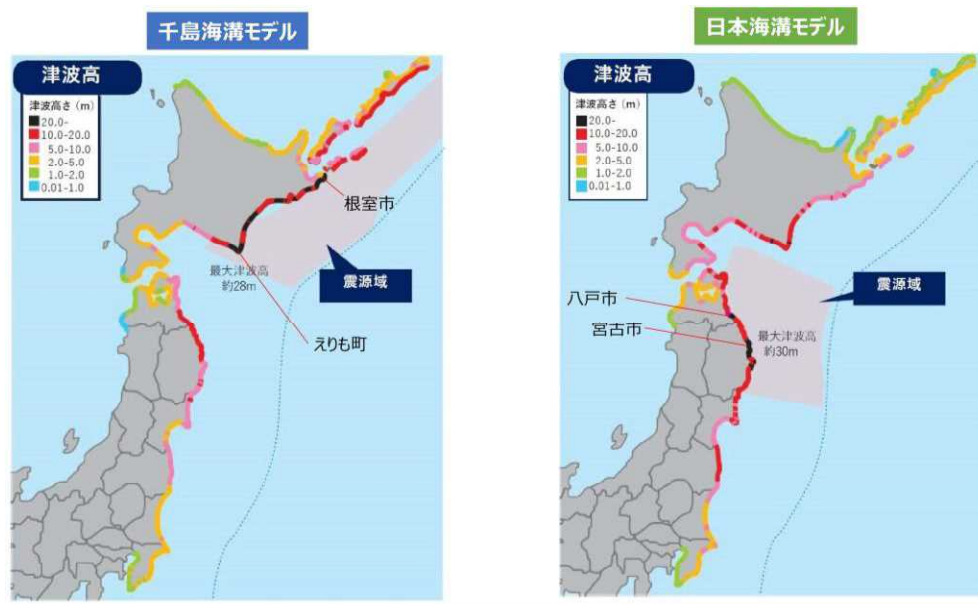 千島海溝モデル
津波高
津波高さ（m）
20.0-
10.0-20.0
5.0-10.0
2.0-5.0
1.0-2.0
0.01-1.0
根室市
最大津波高
約28m
震源域
えりも町
日本海溝モデル
津波高
津波高さ（m）
20.0-
10.0-20.0
5.0-10.0
2.0-5.0
1.0-2.0
0.01-1.0
震源域
八戸市
宮古市
最大津波高
約30m